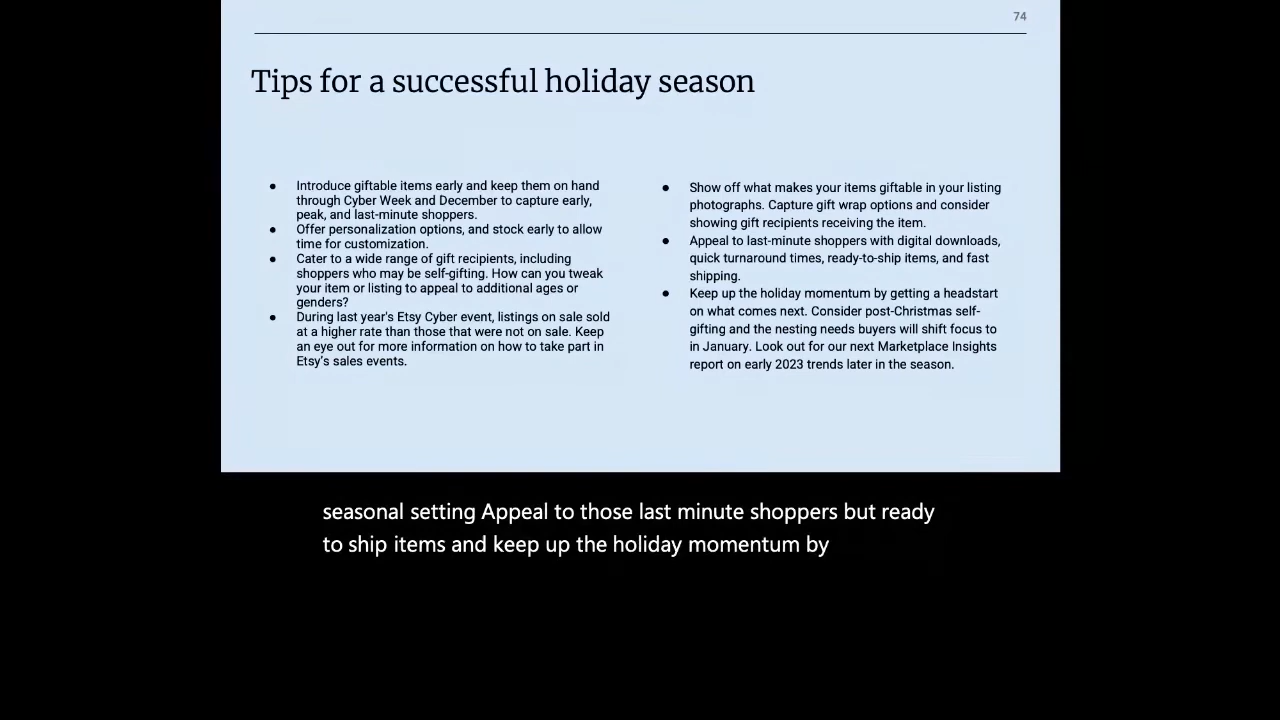 74
Tips for a successful holiday season
● Introduce giftable items early and keep them on hand
through Cyber Week and December to capture early,
peak, and last-minute shoppers.
● Offer personalization options, and stock early to allow
time for customization.
● Cater to a wide range of gift recipients, including
shoppers who may be self-gifting. How can you tweak
your item or listing to appeal to additional ages or
genders?
● During last year's Etsy Cyber event, listings on sale sold
at a higher rate than those that were not on sale. Keep
an eye out for more information on how to take part in
Etsy's sales events.
● Show off what makes your items giftable in your listing
photographs. Capture gift wrap options and consider
showing gift recipients receiving the item.
● Appeal to last-minute shoppers with digital downloads,
quick turnaround times, ready-to-ship items, and fast
shipping.
● Keep up the holiday momentum by getting a headstart
on what comes next. Consider post-Christmas self-
gifting and the nesting needs buyers will shift focus to
in January. Look out for our next Marketplace Insights
report on early 2023 trends later in the season.
seasonal setting Appeal to those last minute shoppers but ready
to ship items and keep up the holiday momentum by